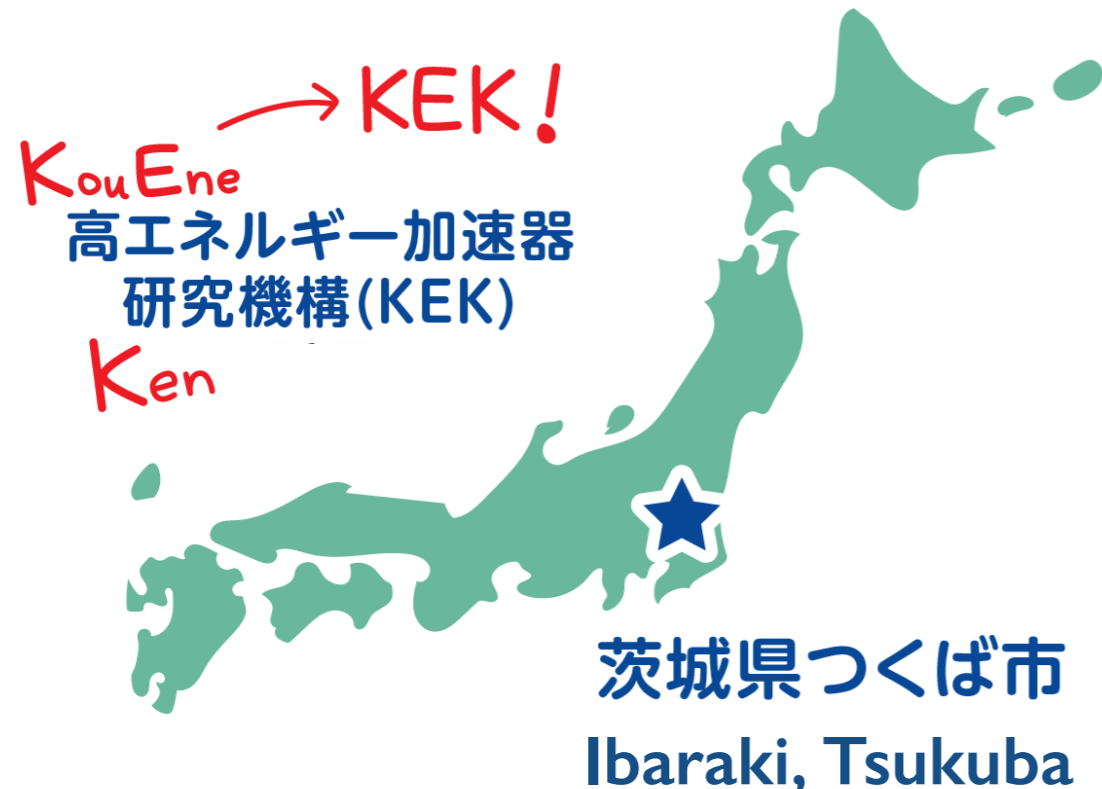 KEK!
KouEne
高エネルギー加速器
研究機構(KEK)
Ken
茨城県つくば市
Ibaraki, Tsukuba